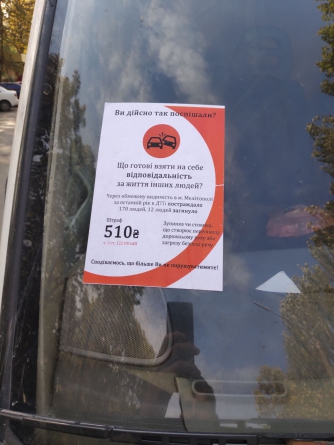 Ви дійсно так поспішали?
Що готові взяти на себе
відповідальність
за життя інших людей?
Через обмежену видимість в м. Мелітополі
за останній рік в ДТП постраждало
170 людей, 12 людей загинуло
Штраф
510₴
Зупинка чи стоянка,
що створює перешкоду
дорожньому руху або
загрозу безпеці руху
Сподіваємось, що більше Ви не порушуватимете!